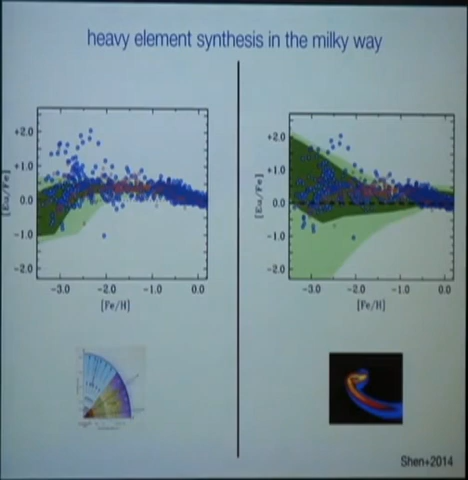 heavy element synthesis in the milky way
+2.0
+1.0
0.0
-1.0
-2.0
[Eu/Fe]
-3.0 -2.0 -1.0 0.0
[Fe/H]
+2.0
+1.0
0.0
-1.0
-2.0
[Eu/Fe]
-3.0 -2.0 -1.0 0.0
[Fe/H]
Shen+2014